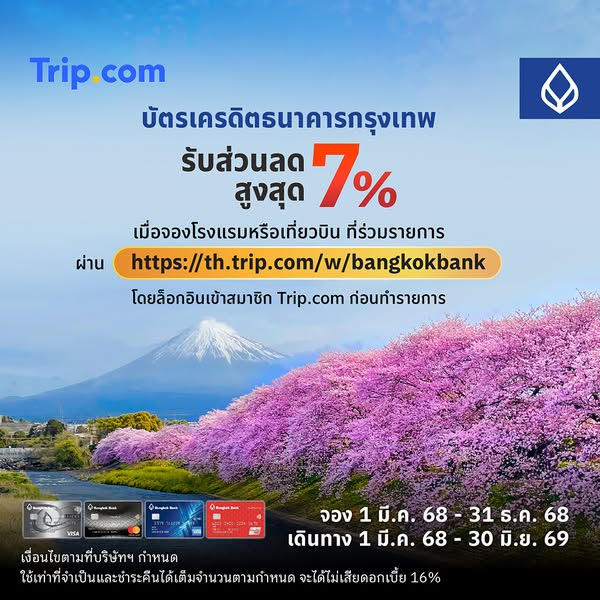 Trip.com
บัตรเครดิตธนาคารกรุงเทพ
รับส่วนลด
สูงสุด 7%
เมื่อจองโรงแรมหรือเที่ยวบิน ที่ร่วมรายการ
ผ่าน https://th.trip.com/w/bangkokbank
โดยล็อกอินเข้าสมาชิก Trip.com ก่อนทำรายการ
Bangkok Bank
VISA
จอง 1 มี.ค. 68 - 31 ธ.ค. 68
เดินทาง 1 มี.ค. 68 - 30 มิ.ย. 69
เงื่อนไขตามที่บริษัทฯ กำหนด
ใช้เท่าที่จำเป็นและชำระคืนได้เต็มจำนวนตามกำหนด จะได้ไม่เสียดอกเบี้ย 16%